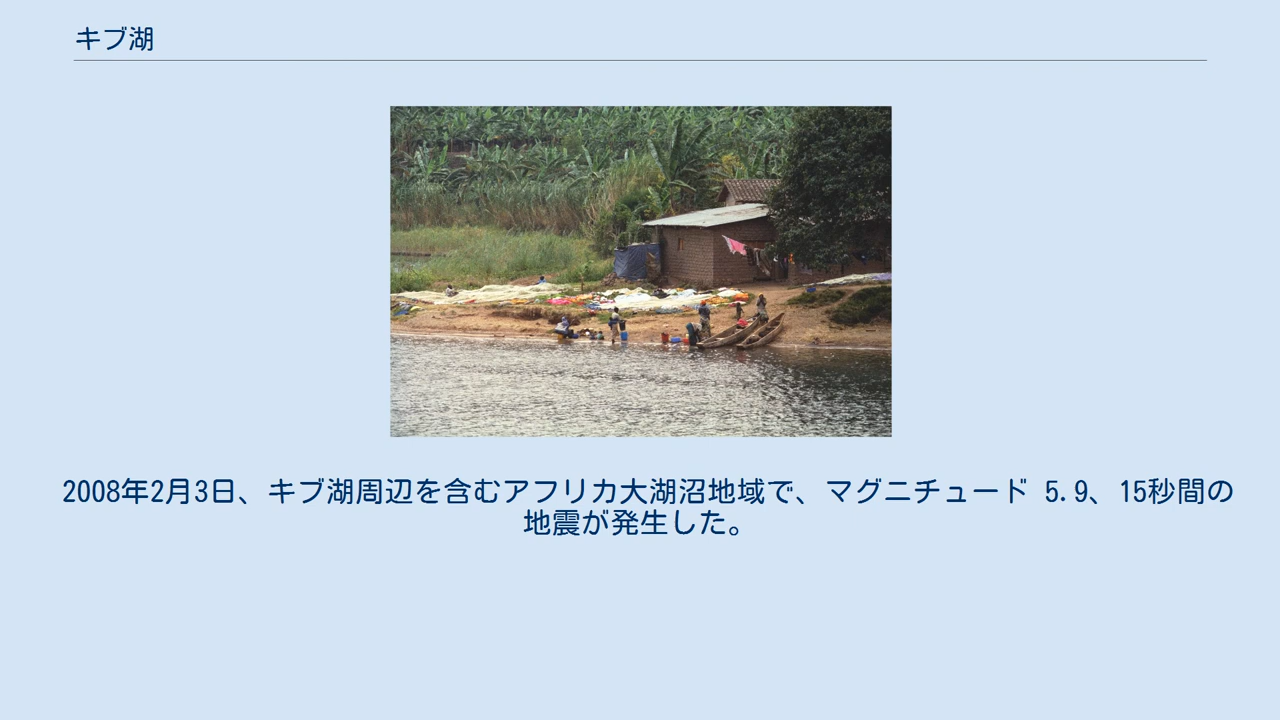 キブ湖
2008年2月3日、キブ湖周辺を含むアフリカ大湖沼地域で、マグニチュード 5.9、15秒間の
地震が発生した。